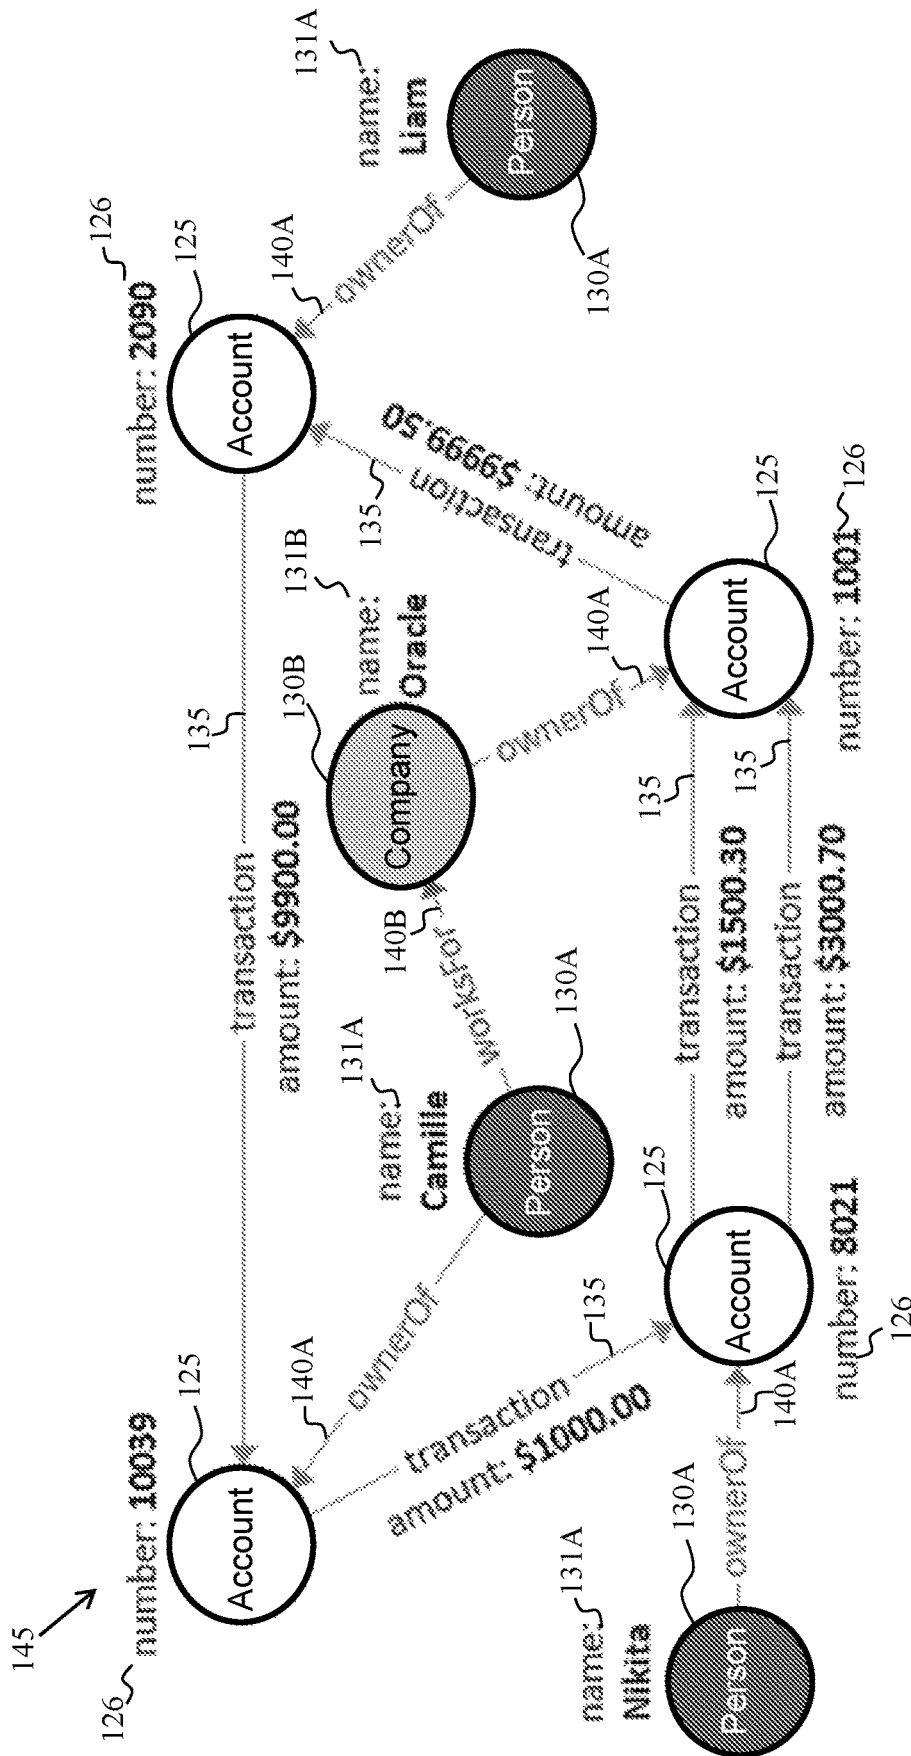 145
126
number: 10039
125
Account
140A
ownerOf
transaction
amount: $1000.00
135
131A
name:
Nikita
130A
Person
ownerOf
140A
125
Account
number: 8021
126
131A
name:
Camille
Person
130A
WorksFor
140B
transaction
amount: $9900.00
135
130B
Company
131B
name:
Oracle
ownerOf
140A
transaction
amount: $1500.30
135
transaction
amount: $3000.70
135
Account
125
number: 1001
126
135
transaction
amount: $9999.50
number: 2090
126
125
Account
140A
ownerOf
131A
name:
Liam
Person
130A